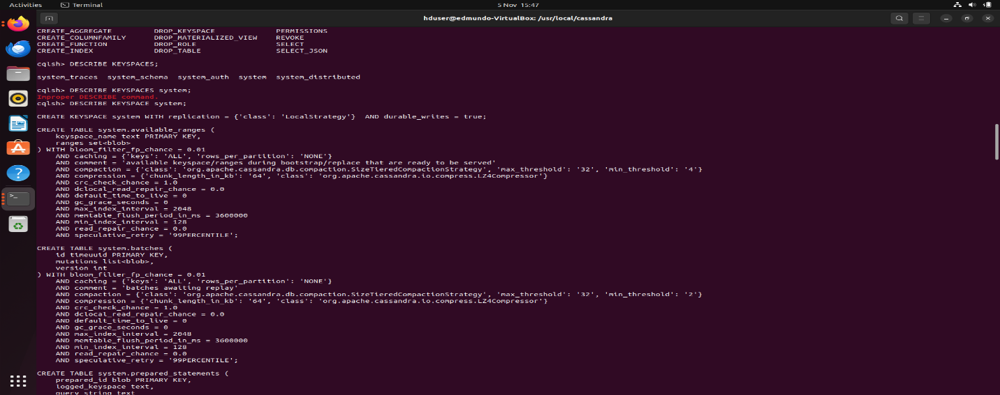 Activities Terminal 5 Nov 15:47
hduser@edmundo-VirtualBox: /usr/local/cassandra
CREATE_AGGREGATE DROP_KEYSPACE PERMISSIONS
CREATE_COLUMNFAMILY DROP_MATERIALIZED_VIEW REVOKE
CREATE_FUNCTION DROP_ROLE SELECT
CREATE_INDEX DROP_TABLE SELECT_JSON
cqlsh> DESCRIBE KEYSPACES;
system_traces system_schema system_auth system system_distributed
cqlsh> DESCRIBE KEYSPACES system;
Improper DESCRIBE command.
cqlsh> DESCRIBE KEYSPACE system;
CREATE KEYSPACE system WITH replication = {'class': 'LocalStrategy'} AND durable_writes = true;
CREATE TABLE system.available_ranges (
keyspace_name text PRIMARY KEY,
ranges set<blob>
) WITH bloom_filter_fp_chance = 0.01
AND caching = {'keys': 'ALL', 'rows_per_partition': 'NONE'}
AND comment = 'available keyspace/ranges during bootstrap/replace that are ready to be served'
AND compaction = {'class': 'org.apache.cassandra.db.compaction.SizeTieredCompactionStrategy', 'max_threshold': '32', 'min_threshold': '4'}
AND compression = {'chunk_length_in_kb': '64', 'class': 'org.apache.cassandra.io.compress.LZ4Compressor'}
AND crc_check_chance = 1.0
AND dclocal_read_repair_chance = 0.0
AND default_time_to_live = 0
AND gc_grace_seconds = 0
AND max_index_interval = 2048
AND memtable_flush_period_in_ms = 3600000
AND min_index_interval = 128
AND read_repair_chance = 0.0
AND speculative_retry = '99PERCENTILE';
CREATE TABLE system.batches (
id timeuuid PRIMARY KEY,
mutations list<blob>,
version int
) WITH bloom_filter_fp_chance = 0.01
AND caching = {'keys': 'ALL', 'rows_per_partition': 'NONE'}
AND comment = 'batches awaiting replay'
AND compaction = {'class': 'org.apache.cassandra.db.compaction.SizeTieredCompactionStrategy', 'max_threshold': '32', 'min_threshold': '2'}
AND compression = {'chunk_length_in_kb': '64', 'class': 'org.apache.cassandra.io.compress.LZ4Compressor'}
AND crc_check_chance = 1.0
AND dclocal_read_repair_chance = 0.0
AND default_time_to_live = 0
AND gc_grace_seconds = 0
AND max_index_interval = 2048
AND memtable_flush_period_in_ms = 3600000
AND min_index_interval = 128
AND read_repair_chance = 0.0
AND speculative_retry = '99PERCENTILE';
CREATE TABLE system.prepared_statements (
prepared_id blob PRIMARY KEY,
logged_keyspace text,
query_string text